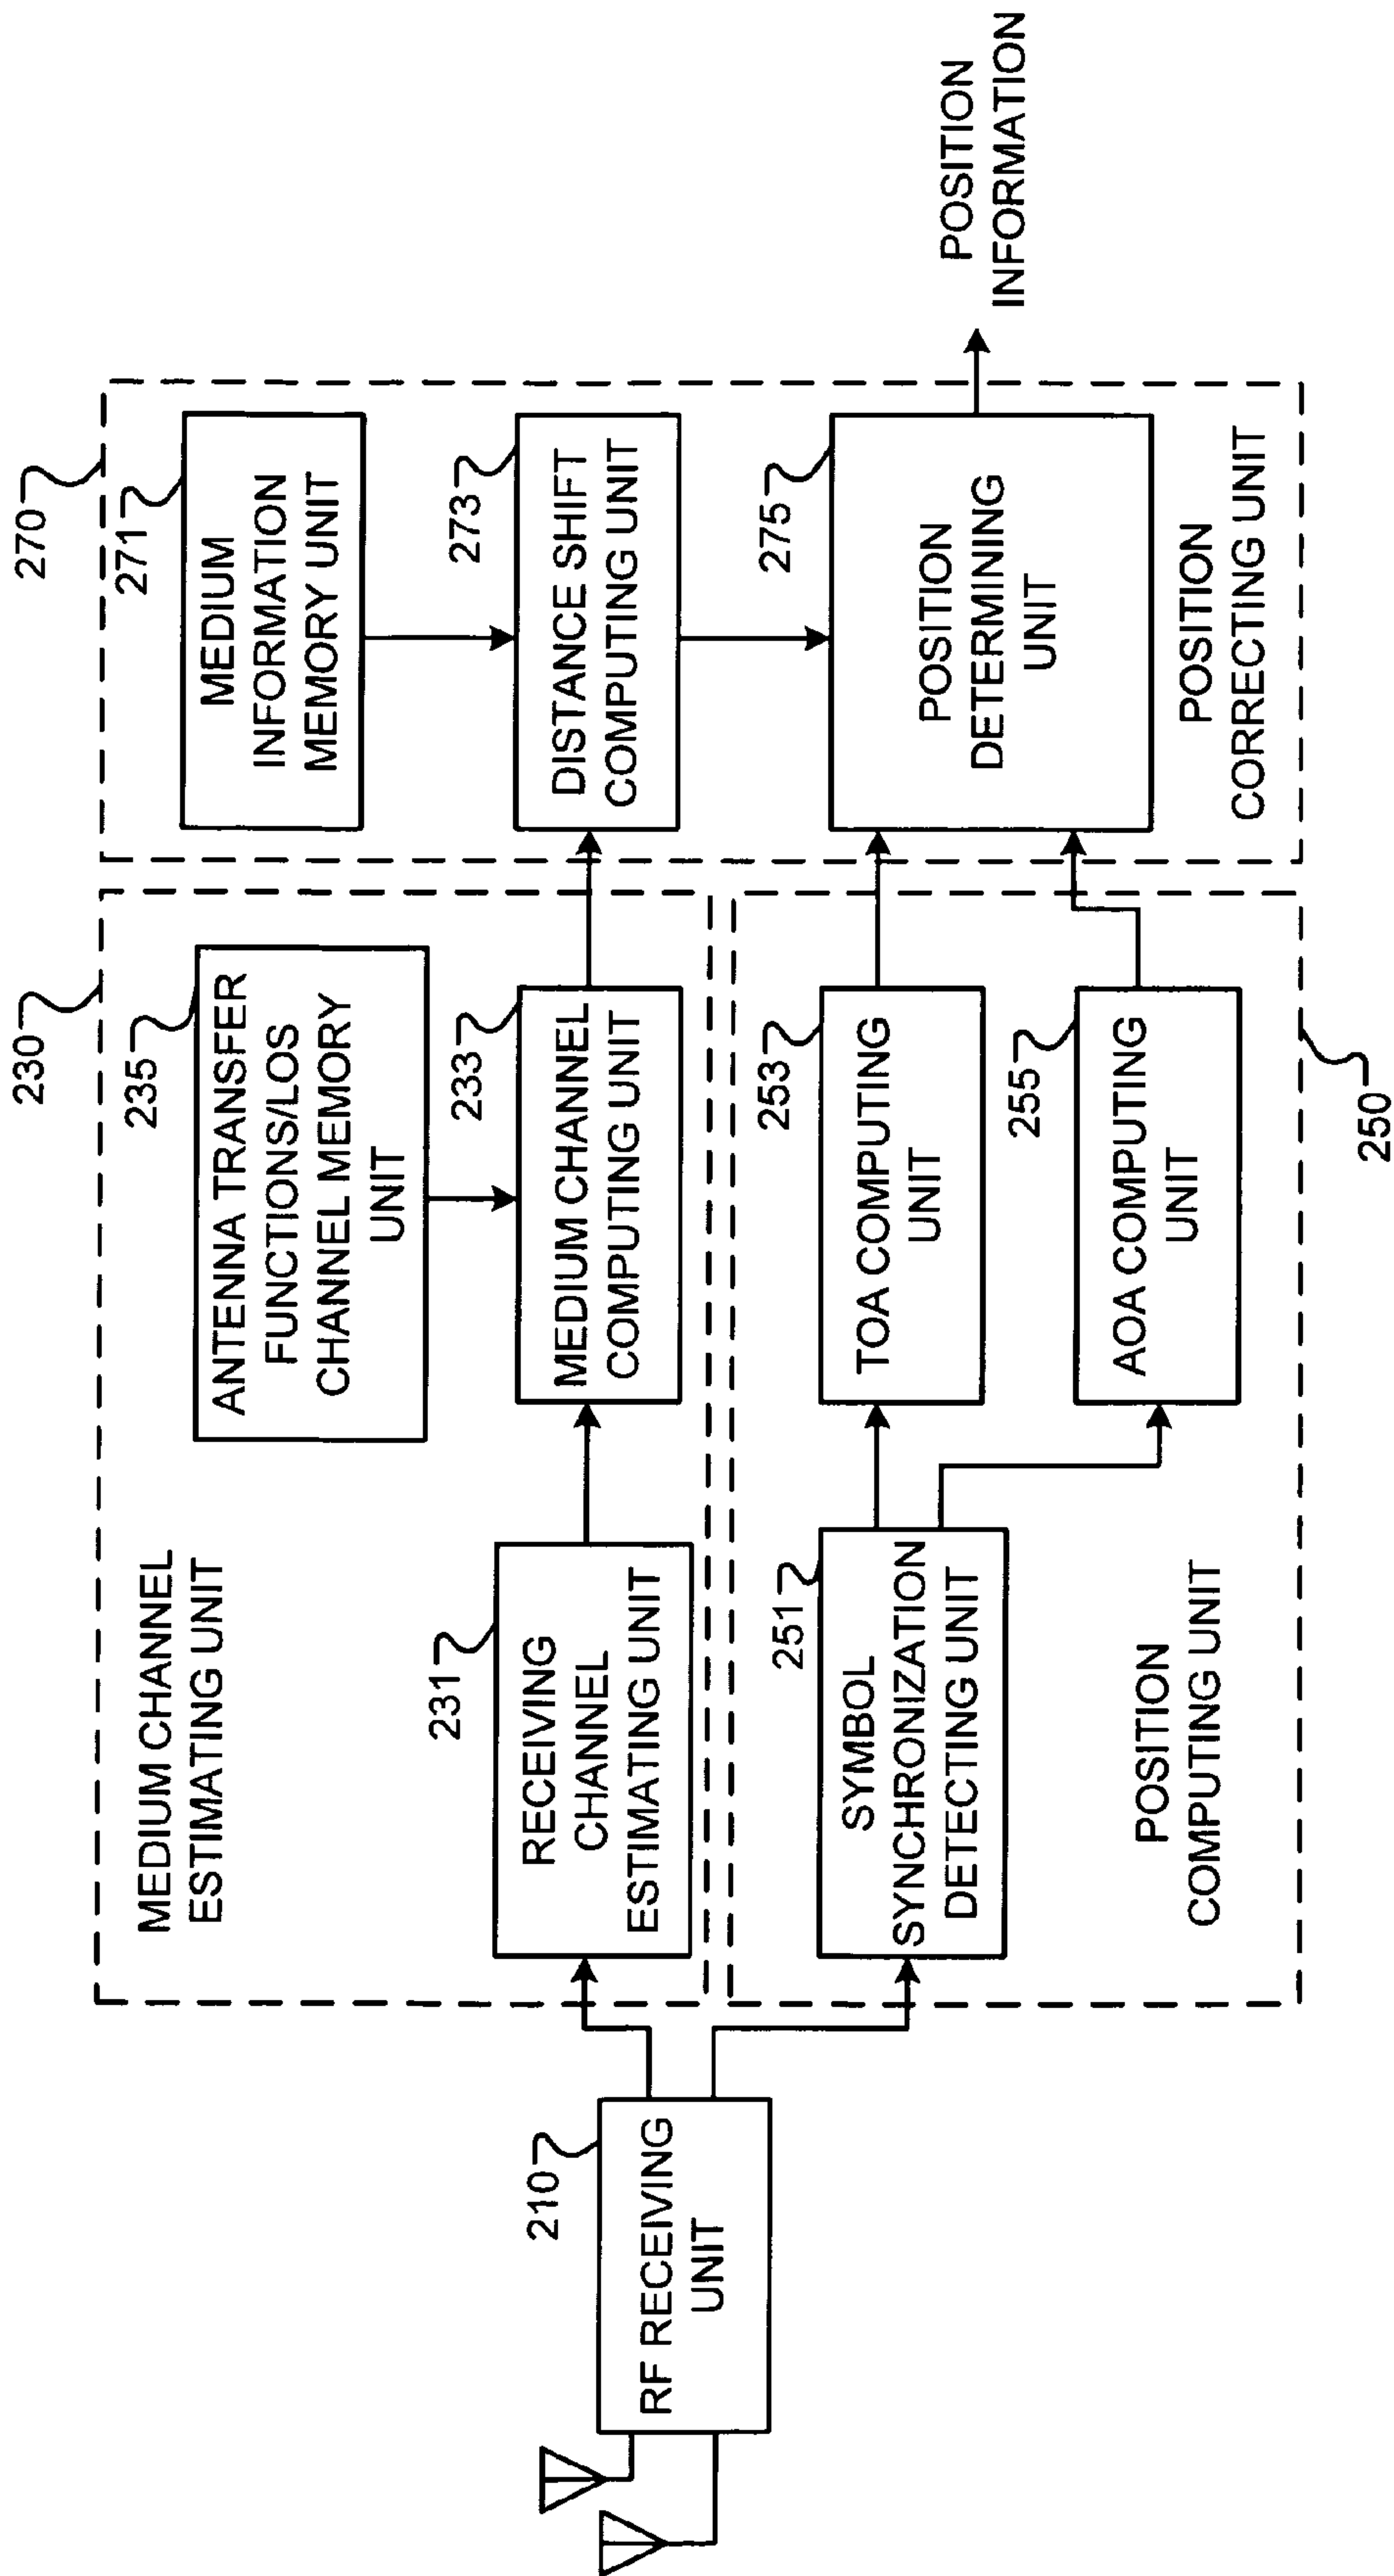 210
RF RECEIVING
UNIT
230
MEDIUM CHANNEL
ESTIMATING UNIT
231
RECEIVING
CHANNEL
ESTIMATING UNIT
235
ANTENNA TRANSFER
FUNCTIONS/LOS
CHANNEL MEMORY
UNIT
233
MEDIUM CHANNEL
COMPUTING UNIT
251
SYMBOL
SYNCHRONIZATION
DETECTING UNIT
253
TOA COMPUTING
UNIT
255
AOA COMPUTING
UNIT
POSITION
COMPUTING UNIT
250
270
271
MEDIUM
INFORMATION
MEMORY UNIT
273
DISTANCE SHIFT
COMPUTING UNIT
275
POSITION
DETERMINING
UNIT
POSITION
CORRECTING UNIT
POSITION
INFORMATION